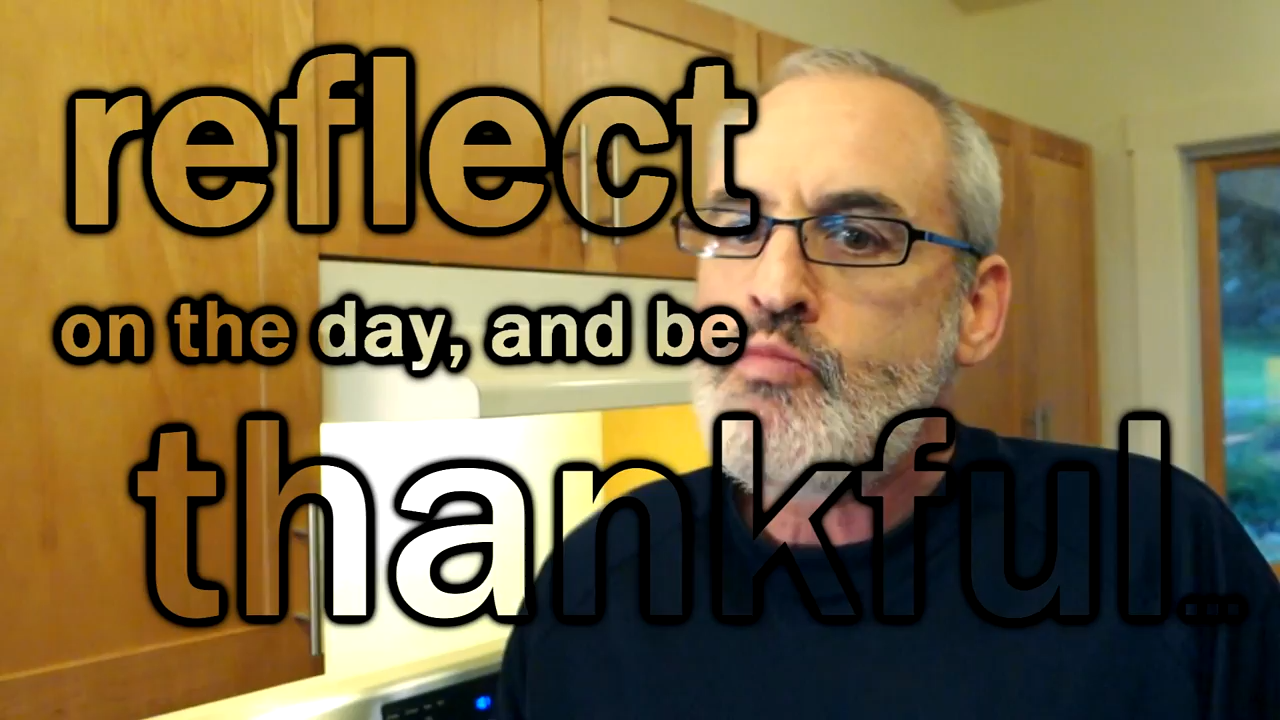 reflect
on the day, and be
thankful...